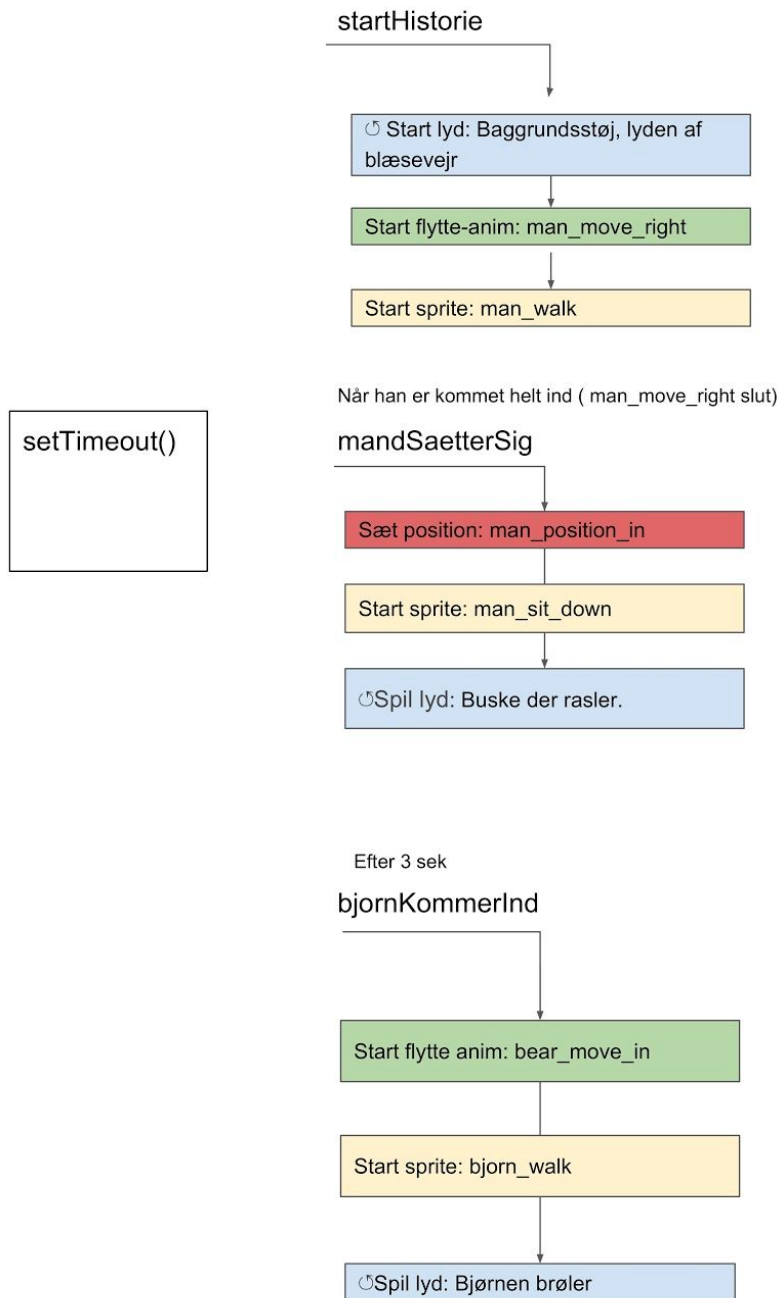 startHistorie
↺ Start lyd: Baggrundsstøj, lyden af
blæsevejr
Start flytte-anim: man_move_right
Start sprite: man_walk
Når han er kommet helt ind ( man_move_right slut)
setTimeout()
mandSaetterSig
Sæt position: man_position_in
Start sprite: man_sit_down
↺Spil lyd: Buske der rasler.
Efter 3 sek
bjornKommerInd
Start flytte anim: bear_move_in
Start sprite: bjorn_walk
↺Spil lyd: Bjørnen brøler